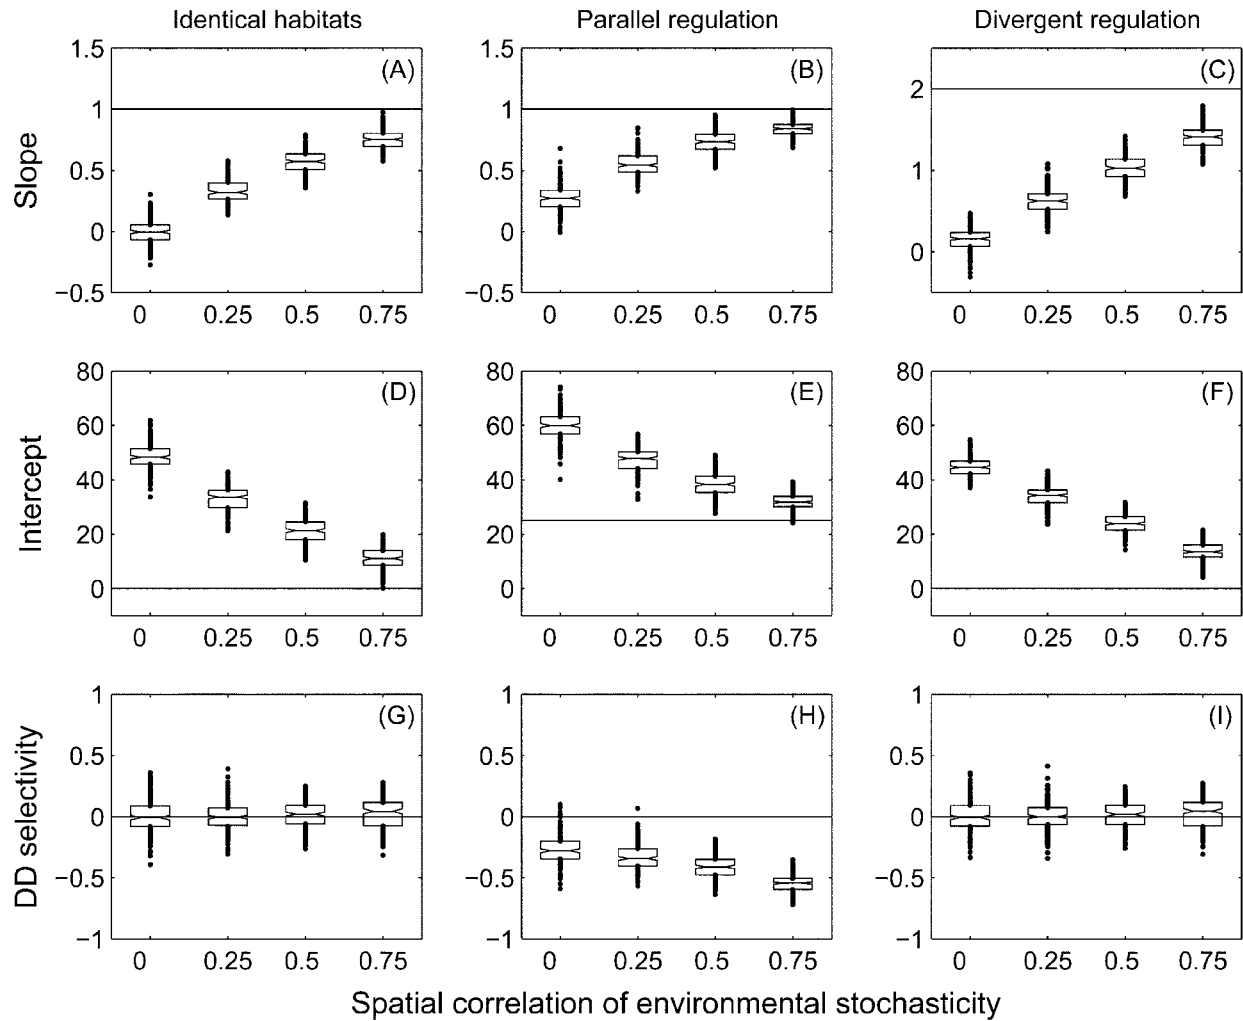 Identical habitats
Parallel regulation
Divergent regulation
Slope
1.5
1
0.5
0
−0.5
(A)
0 0.25 0.5 0.75
1.5
1
0.5
0
−0.5
(B)
0 0.25 0.5 0.75
2
1
0
(C)
0 0.25 0.5 0.75
Intercept
80
60
40
20
0
(D)
0 0.25 0.5 0.75
80
60
40
20
0
(E)
0 0.25 0.5 0.75
80
60
40
20
0
(F)
0 0.25 0.5 0.75
DD selectivity
1
0.5
0
−0.5
−1
(G)
0 0.25 0.5 0.75
1
0.5
0
−0.5
−1
(H)
0 0.25 0.5 0.75
1
0.5
0
−0.5
−1
(I)
0 0.25 0.5 0.75
Spatial correlation of environmental stochasticity